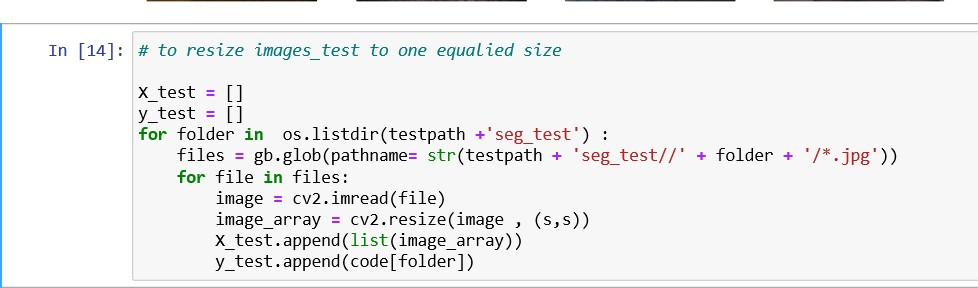 In [14]: # to resize images_test to one equalied size
X_test = []
y_test = []
for folder in  os.listdir(testpath +'seg_test') :
    files = gb.glob(pathname= str(testpath + 'seg_test//' + folder + '/*.jpg'))
    for file in files:
        image = cv2.imread(file)
        image_array = cv2.resize(image , (s,s))
        X_test.append(list(image_array))
        y_test.append(code[folder])